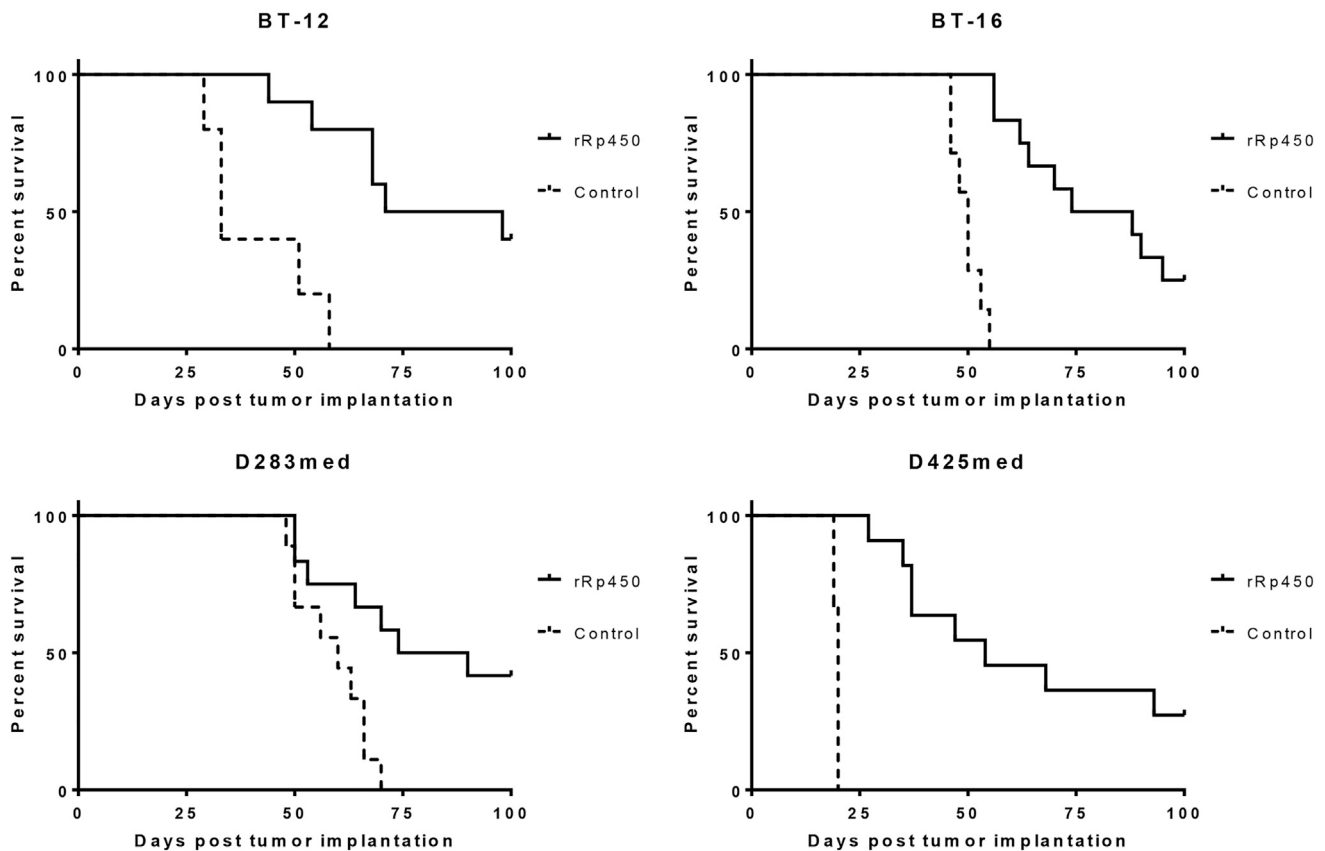 BT-12
Percent survival
100
50
0
0 25 50 75 100
Days post tumor implantation
rRp450
Control
BT-16
Percent survival
100
50
0
0 25 50 75 100
Days post tumor implantation
rRp450
Control
D283med
Percent survival
100
50
0
0 25 50 75 100
Days post tumor implantation
rRp450
Control
D425med
Percent survival
100
50
0
0 25 50 75 100
Days post tumor implantation
rRp450
Control